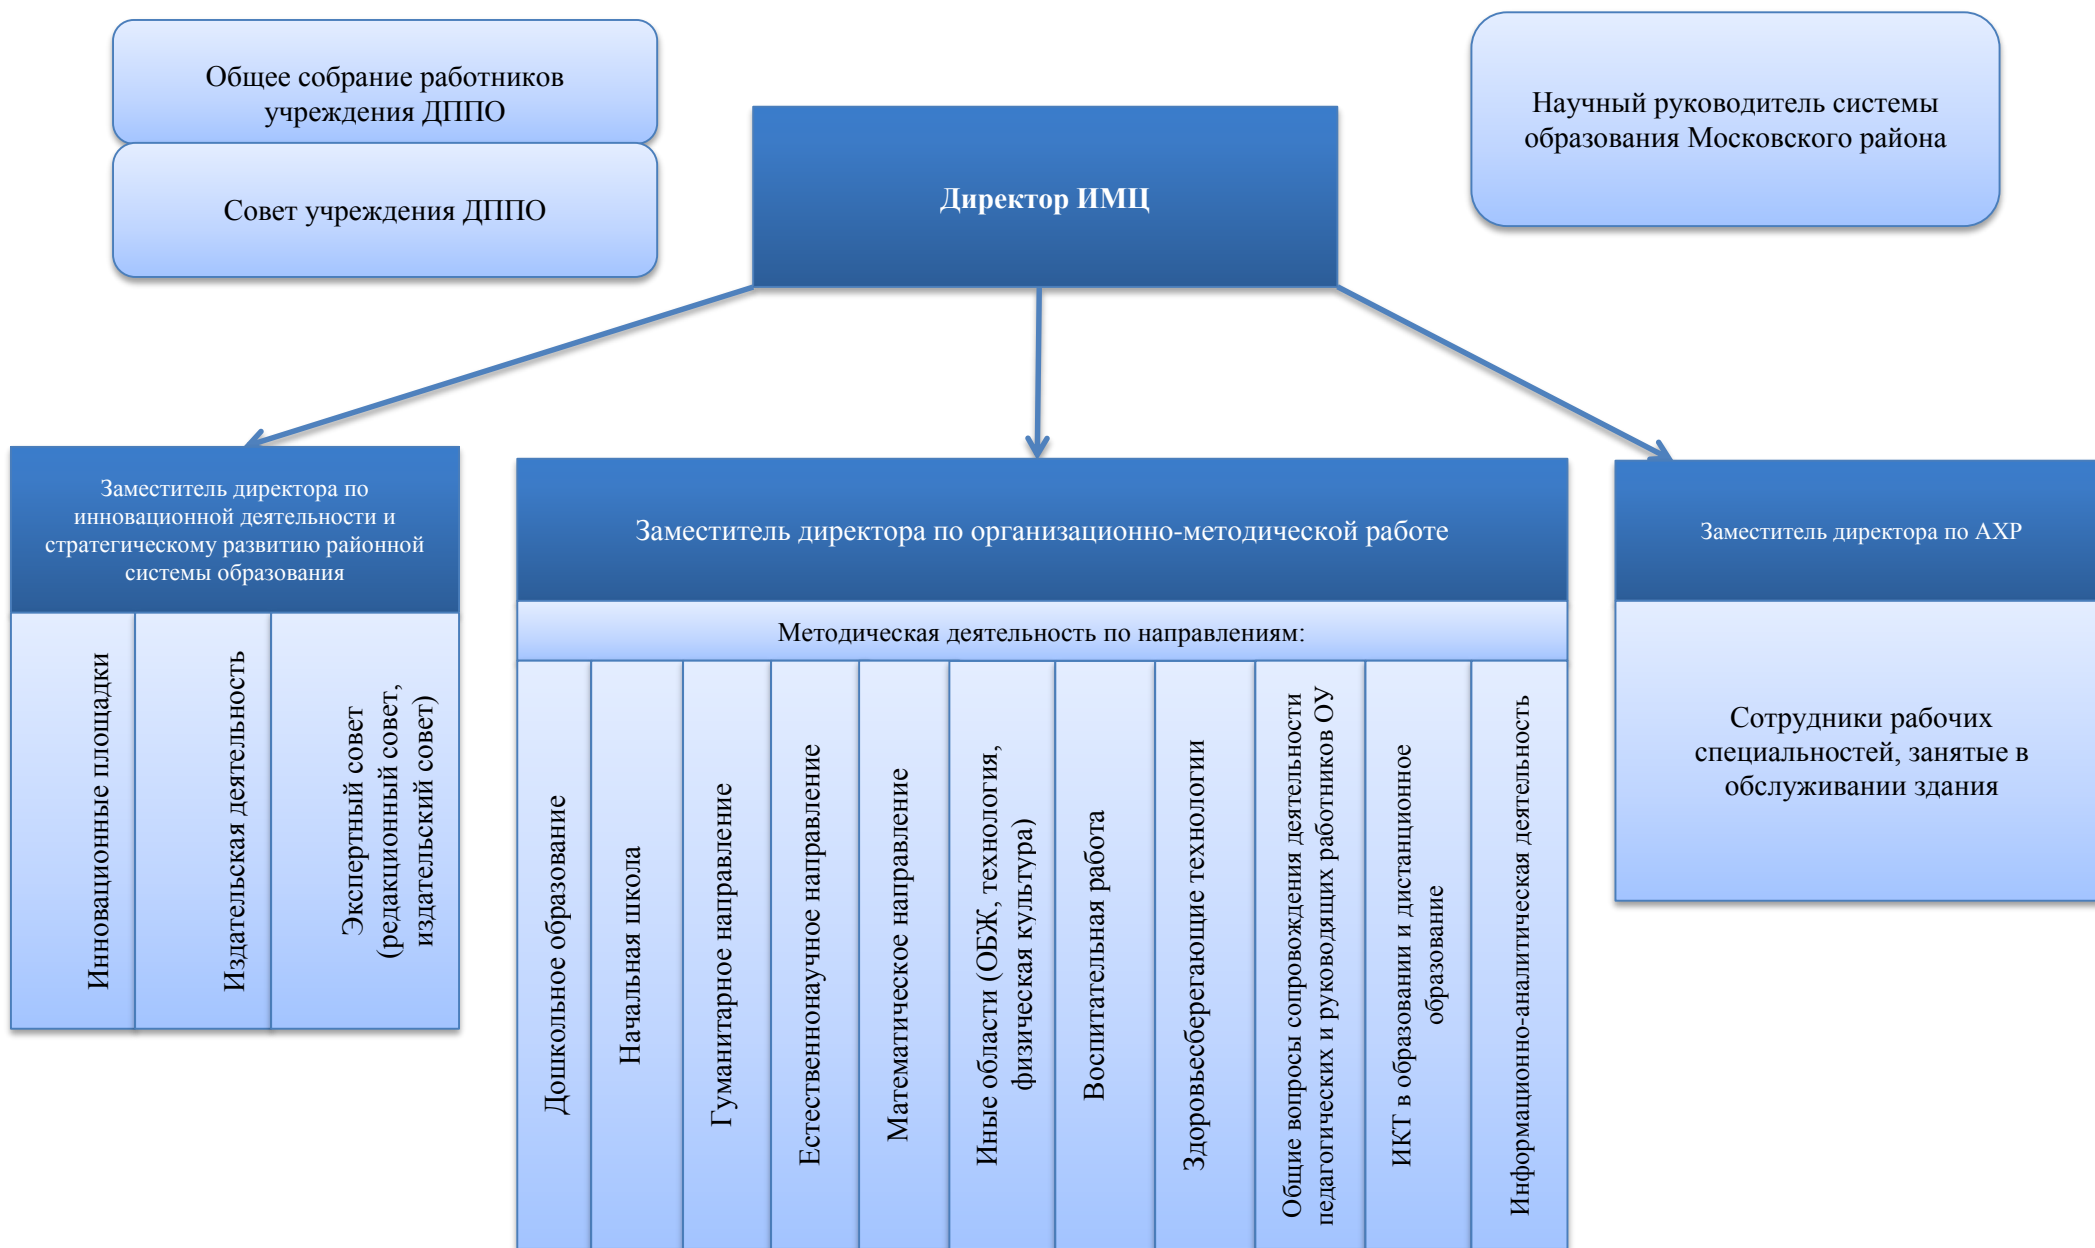 Общее собрание работников
учреждения ДППО
Совет учреждения ДППО
Директор ИМЦ
Научный руководитель системы
образования Московского района
Заместитель директора по
инновационной деятельности и
стратегическому развитию районной
системы образования
Инновационные площадки
Издательская деятельность
Экспертный совет
(редакционный совет,
издательский совет)
Заместитель директора по организационно-методической работе
Методическая деятельность по направлениям:
Дошкольное образование
Начальная школа
Гуманитарное направление
Естественнонаучное направление
Математическое направление
Иные области (ОБЖ, технология,
физическая культура)
Воспитательная работа
Здоровьесберегающие технологии
Общие вопросы сопровождения деятельности
педагогических и руководящих работников ОУ
ИКТ в образовании и дистанционное
образование
Информационно-аналитическая деятельность
Заместитель директора по АХР
Сотрудники рабочих
специальностей, занятые в
обслуживании здания